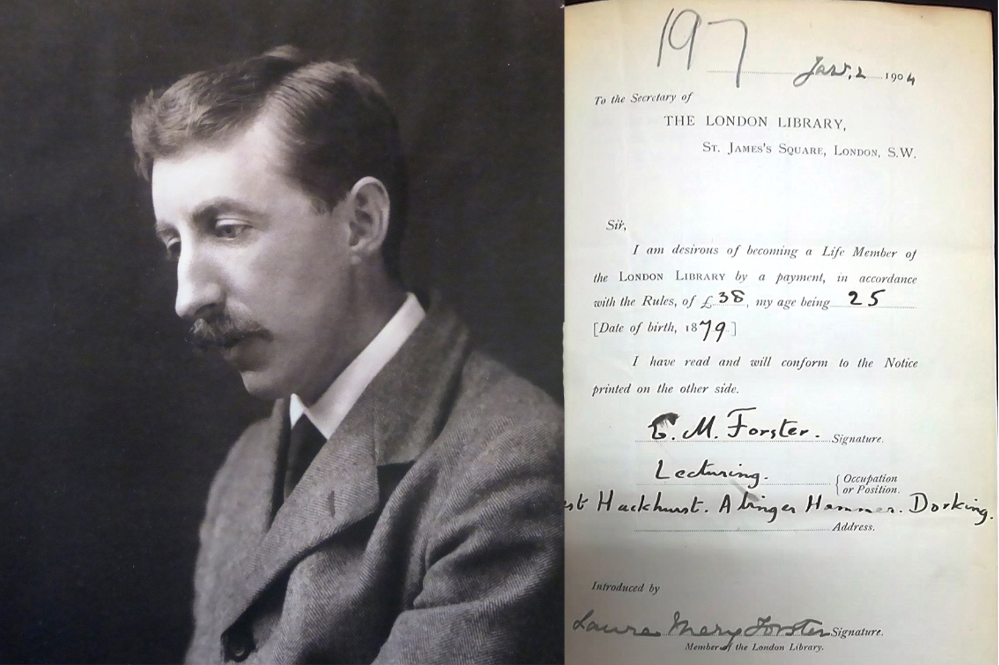 197
Jan. 2 1904
To the Secretary of
THE LONDON LIBRARY,
ST. JAMES'S SQUARE, LONDON, S.W.
Sir,
I am desirous of becoming a Life Member of
the LONDON LIBRARY by a payment, in accordance
with the Rules, of £ 38, my age being 25
[Date of birth, 1879.]
I have read and will conform to the Notice
printed on the other side.
E. M. Forster. Signature.
Lecturing. { Occupation
or Position.
Hackhurst. Abinger Hammer. Dorking.
Address.
Introduced by
Laura Mary Forster Signature.
Member of the London Library.